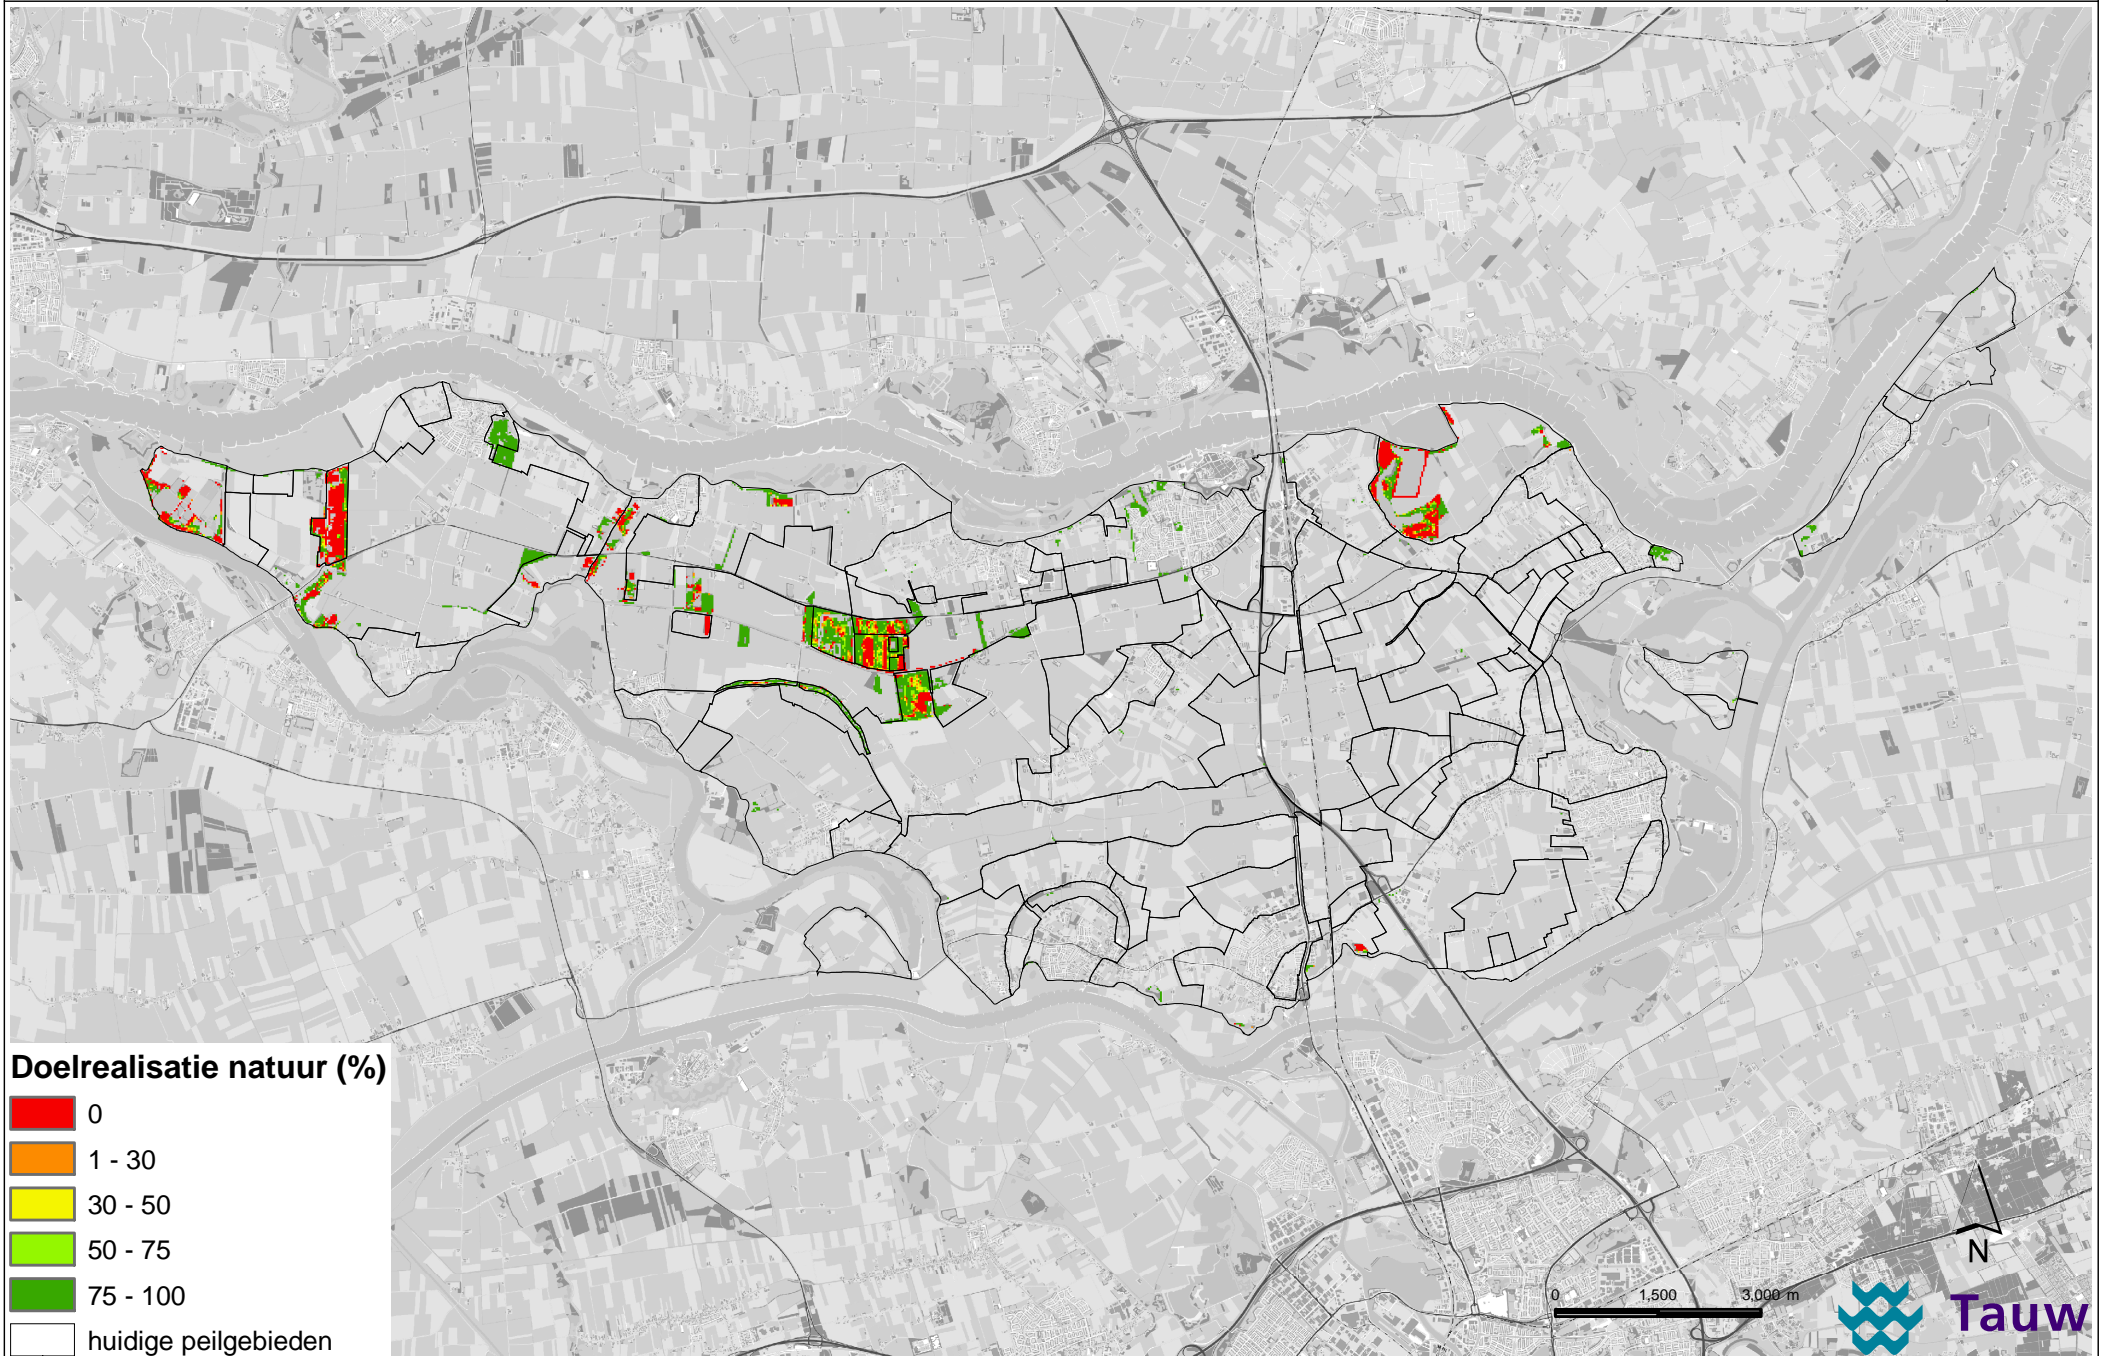 Doelrealisatie natuur (%)
0
1 - 30
30 - 50
50 - 75
75 - 100
huidige peilgebieden
N
0 1,500 3,000 m
Tauw